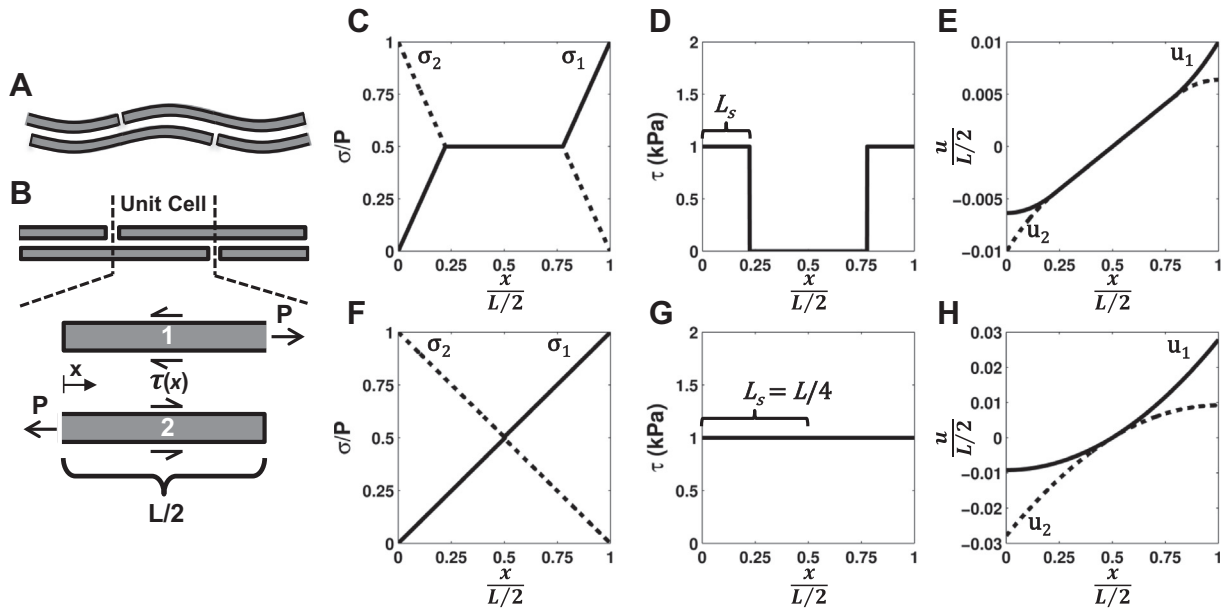 A
B
Unit Cell
1
P
x
τ(x)
P
2
L/2
C
1
0.75
0.5
0.25
0
σ/P
σ2
σ1
0 0.25 0.5 0.75 1
x
L/2
D
2
1.5
1
0.5
0
τ (kPa)
Ls
0 0.25 0.5 0.75 1
x
L/2
E
0.01
0.005
0
−0.005
−0.01
u
L/2
u1
u2
0 0.25 0.5 0.75 1
x
L/2
F
1
0.75
0.5
0.25
0
σ/P
σ2
σ1
0 0.25 0.5 0.75 1
x
L/2
G
2
1.5
1
0.5
0
τ (kPa)
Ls = L/4
0 0.25 0.5 0.75 1
x
L/2
H
0.03
0.02
0.01
0
−0.01
−0.02
−0.03
u
L/2
u1
u2
0 0.25 0.5 0.75 1
x
L/2